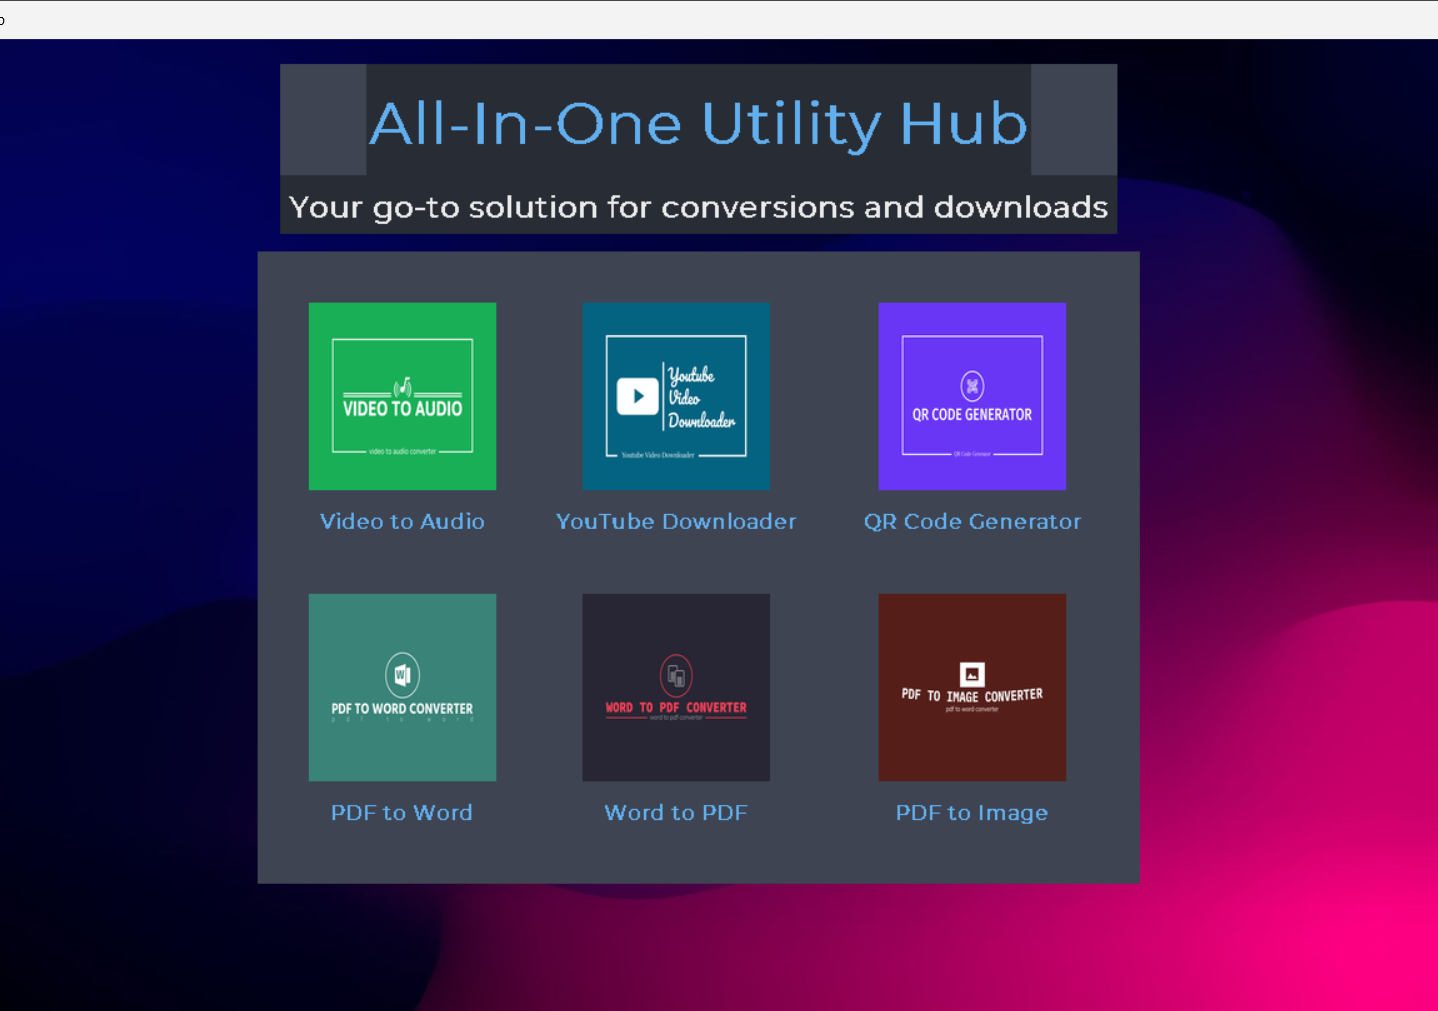 All-In-One Utility Hub
Your go-to solution for conversions and downloads
VIDEO TO AUDIO
video to audio converter
Youtube
Video
Downloader
Youtube Video Downloader
QR CODE GENERATOR
Video to Audio
YouTube Downloader
QR Code Generator
W
PDF TO WORD CONVERTER
pdf to word
WORD TO PDF CONVERTER
word to pdf converter
PDF TO IMAGE CONVERTER
pdf to word converter
PDF to Word
Word to PDF
PDF to Image